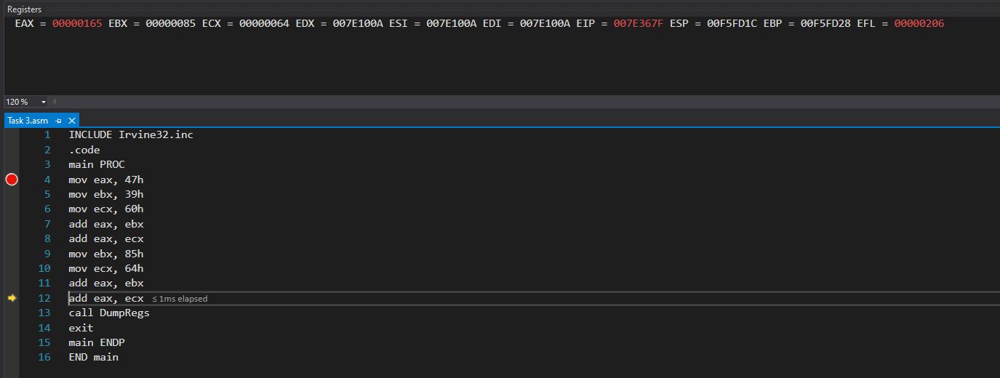 Registers
EAX = 00000165 EBX = 00000085 ECX = 00000064 EDX = 007E100A ESI = 007E100A EDI = 007E100A EIP = 007E367F ESP = 00F5FD1C EBP = 00F5FD28 EFL = 00000206
120 %
Task 3.asm
1 INCLUDE Irvine32.inc
2 .code
3 main PROC
4 mov eax, 47h
5 mov ebx, 39h
6 mov ecx, 60h
7 add eax, ebx
8 add eax, ecx
9 mov ebx, 85h
10 mov ecx, 64h
11 add eax, ebx
12 add eax, ecx ≤ 1ms elapsed
13 call DumpRegs
14 exit
15 main ENDP
16 END main